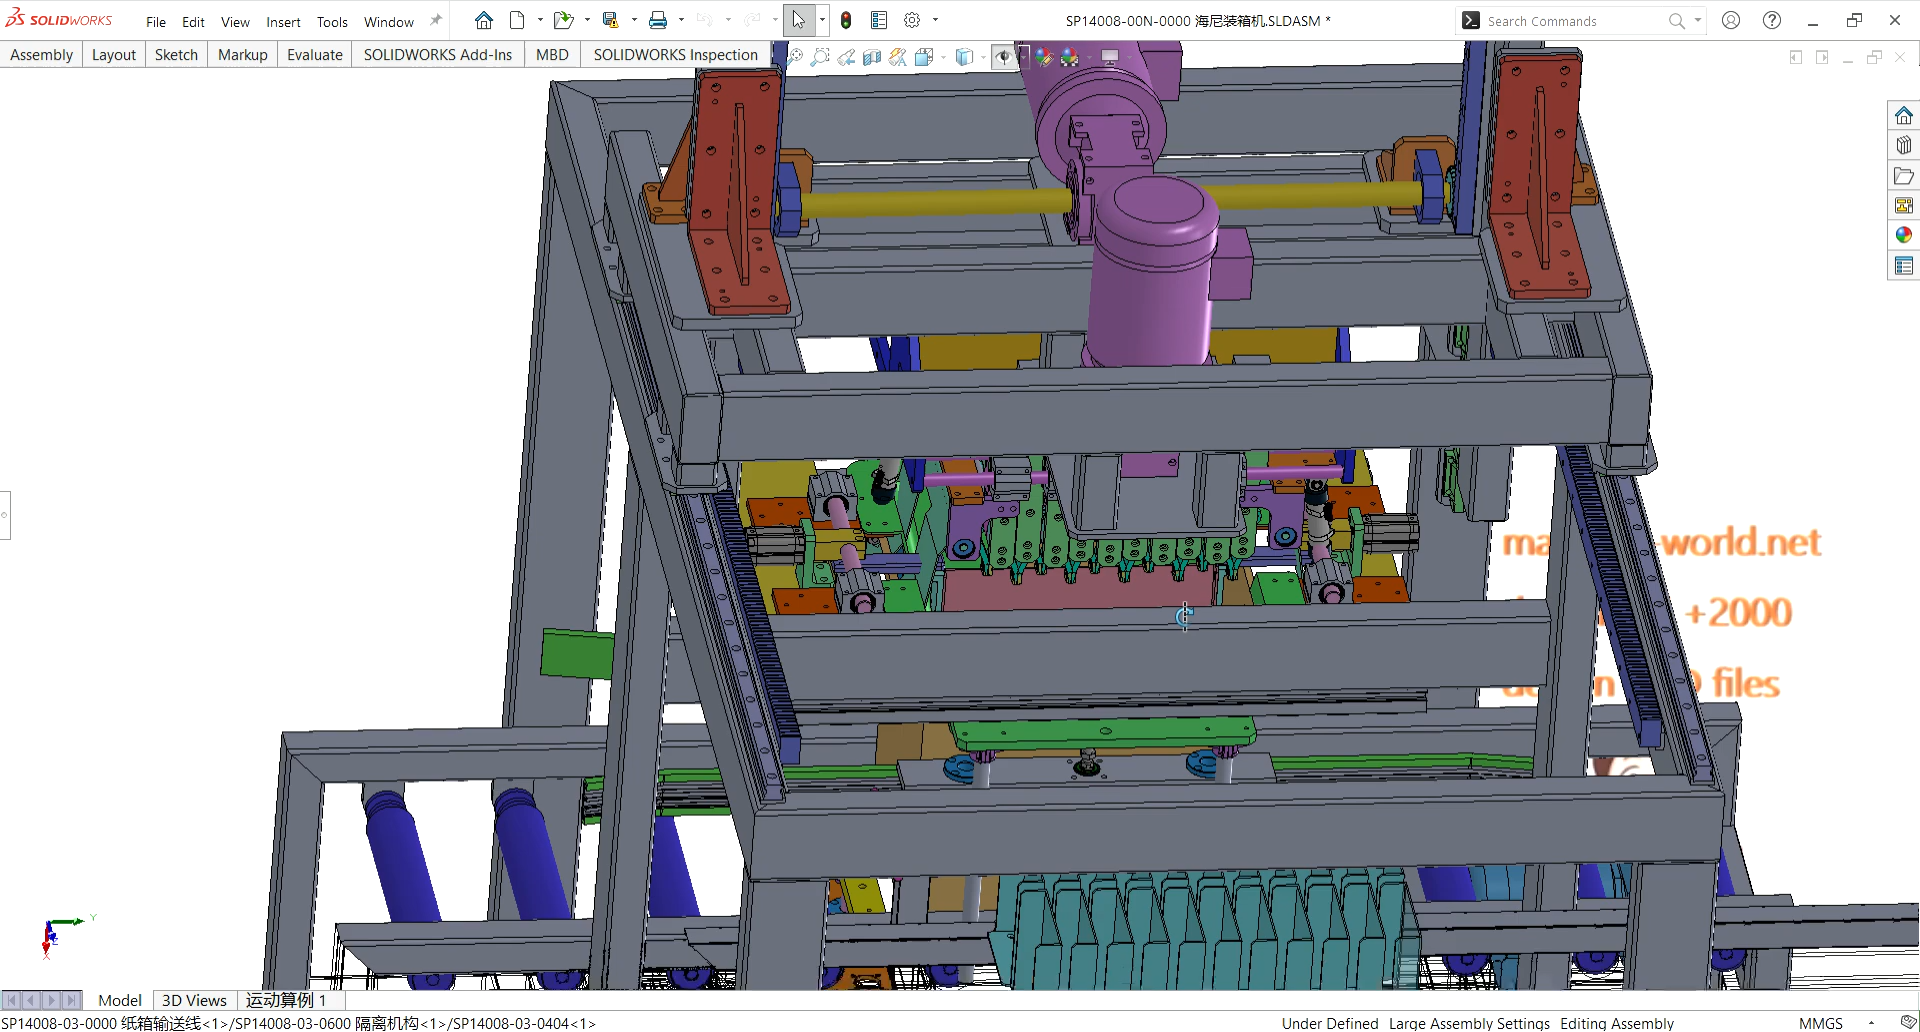 SOLIDWORKS
File Edit View Insert Tools Window
SP14008-00N-0000 海尼装箱机.SLDASM *
Search Commands
Assembly Layout Sketch Markup Evaluate SOLIDWORKS Add-Ins MBD SOLIDWORKS Inspection
-world.net
+2000
files
Y
X
Model 3D Views 运动算例 1
SP14008-03-0000 纸箱输送线<1>/SP14008-03-0600 隔离机构<1>/SP14008-03-0404<1>
Under Defined Large Assembly Settings Editing Assembly MMGS